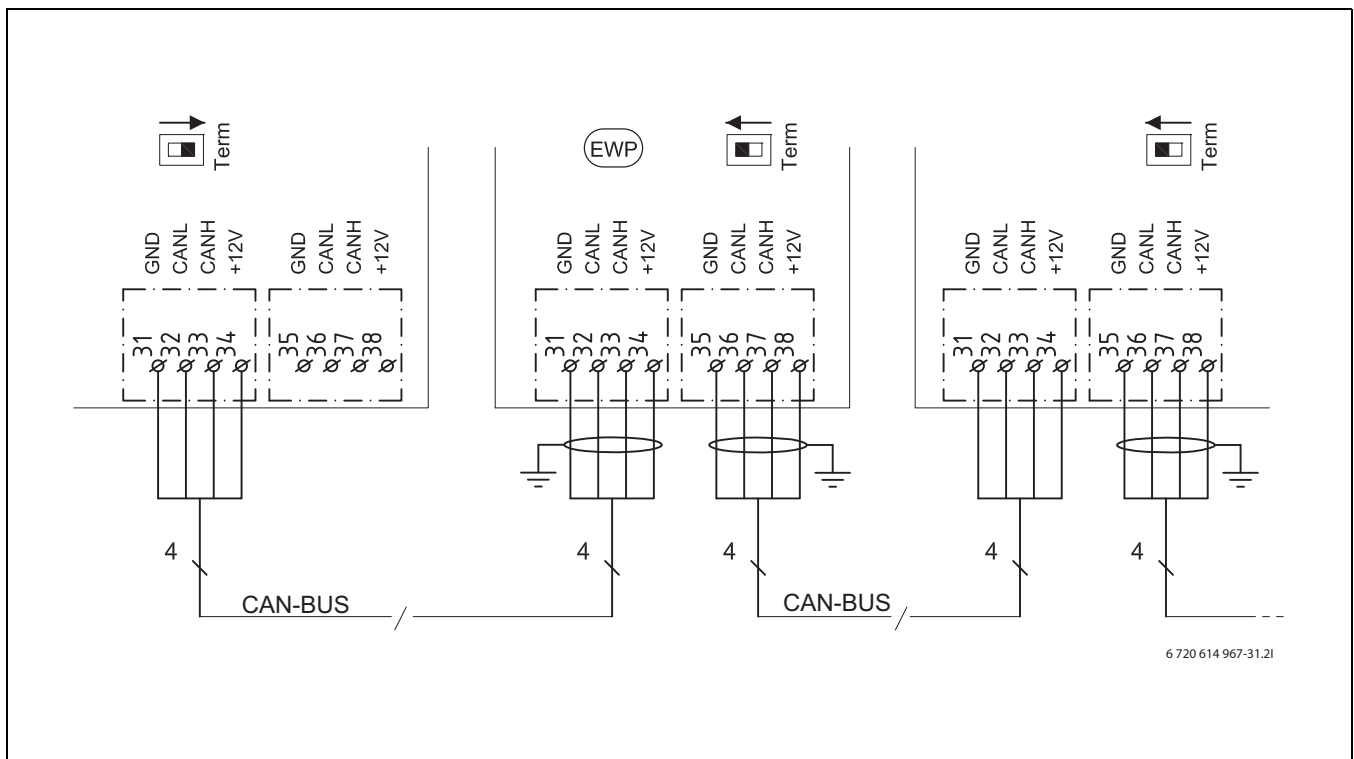 Term
EWP
Term
Term
GND CANL CANH +12V
GND CANL CANH +12V
GND CANL CANH +12V
GND CANL CANH +12V
GND CANL CANH +12V
GND CANL CANH +12V
31 32 33 34
35 36 37 38
31 32 33 34
35 36 37 38
31 32 33 34
35 36 37 38
4
4
4
4
4
CAN-BUS
CAN-BUS
6 720 614 967-31.2I